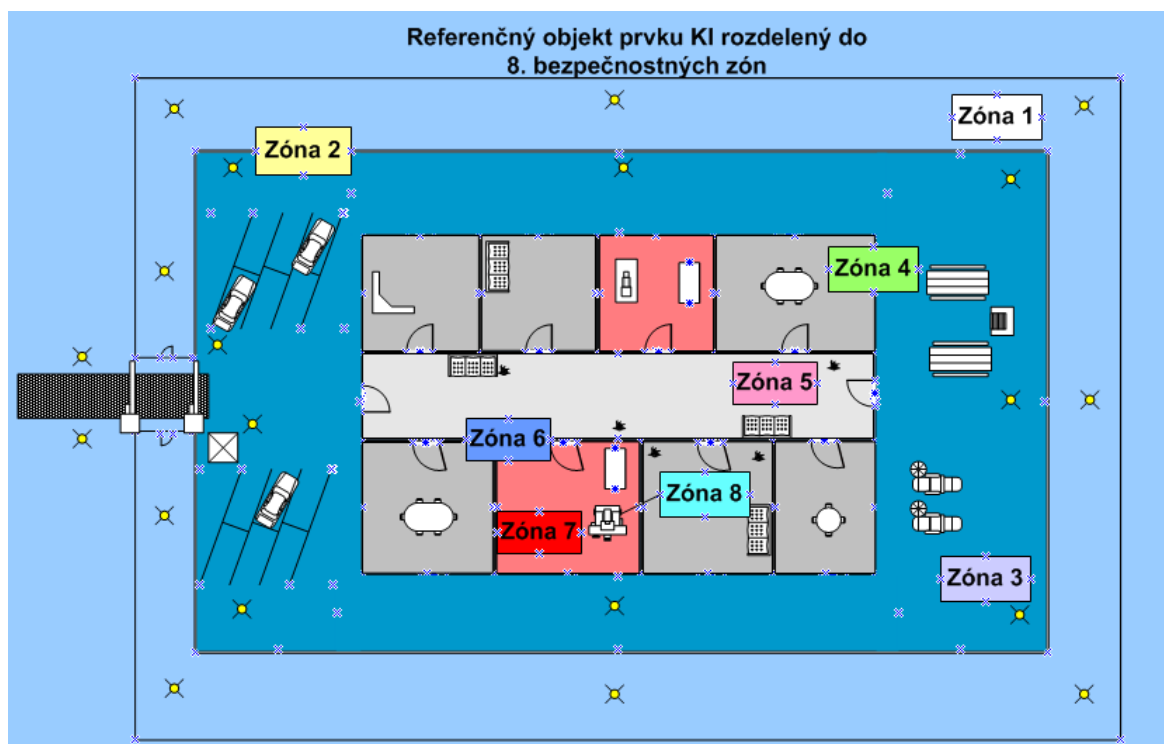 Referenčný objekt prvku KI rozdelený do
8. bezpečnostných zón
Zóna 1
Zóna 2
Zóna 4
Zóna 5
Zóna 6
Zóna 8
Zóna 7
Zóna 3